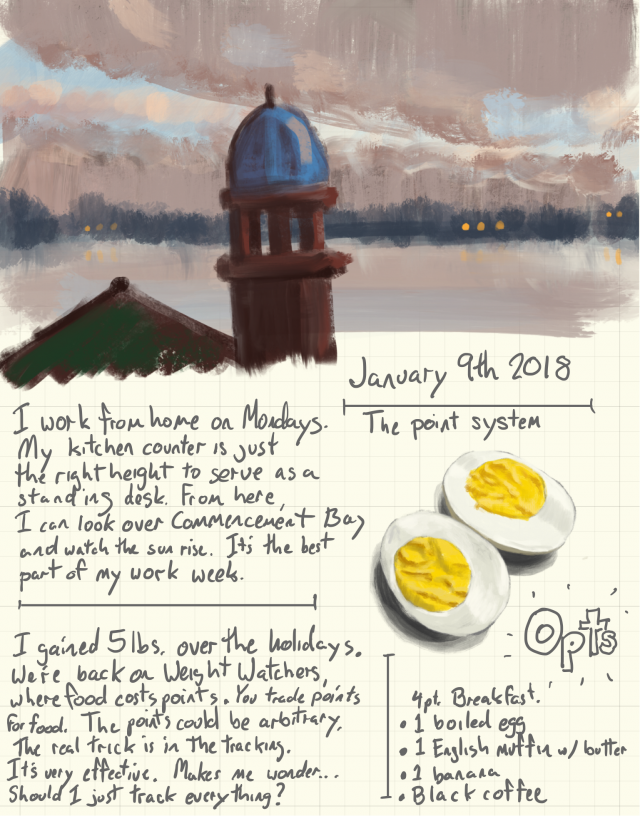 January 9th 2018
The point system
I work from home on Mondays.
My kitchen counter is just
the right height to serve as a
standing desk. From here,
I can look over Commencement Bay
and watch the sun rise. It's the best
part of my work week.
I gained 5 lbs. over the holidays.
We're back on Weight Watchers,
where food costs points. You trade points
for food. The points could be arbitrary.
The real trick is in the tracking.
It's very effective. Makes me wonder...
Should I just track everything?
0pts
4pt. Breakfast.
• 1 boiled egg
• 1 English muffin w/ butter
• 1 banana
• Black coffee